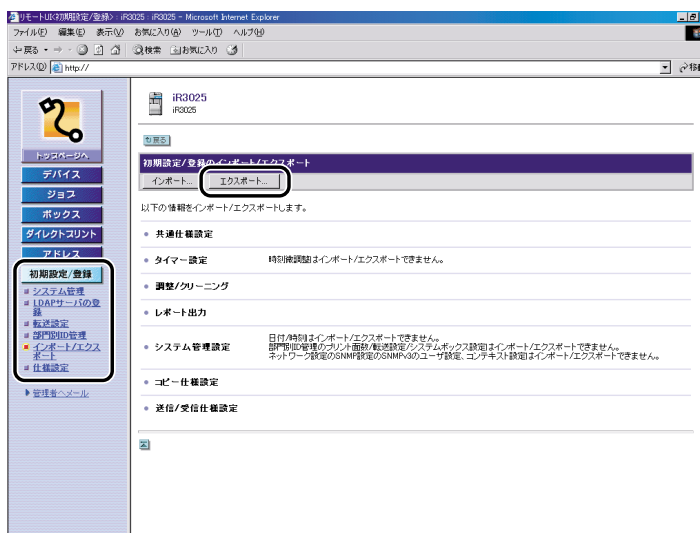 リモートUI<初期設定/登録> : iR3025 : iR3025 - Microsoft Internet Explorer
ファイル(F) 編集(E) 表示(V) お気に入り(A) ツール(T) ヘルプ(H)
戻る 検索 お気に入り
アドレス(D) http:// 移動
iR3025
iR3025
戻る
初期設定/登録のインポート/エクスポート
インポート... エクスポート...
以下の情報をインポート/エクスポートします。
共通仕様設定
タイマー設定 時刻微調整はインポート/エクスポートできません。
調整/クリーニング
レポート出力
システム管理設定 日付/時刻はインポート/エクスポートできません。
部門別ID管理のプリント面数/転送設定/システムボックス設定はインポート/エクスポートできません。
ネットワーク設定のSNMP設定のSNMPv3のユーザ設定、コンテキスト設定はインポート/エクスポートできません。
コピー仕様設定
送信/受信仕様設定
トップページへ
デバイス
ジョブ
ボックス
ダイレクトプリント
アドレス
初期設定/登録
システム管理
LDAPサーバの登
録
転送設定
部門別ID管理
インポート/エクス
ポート
仕様設定
管理者へメール